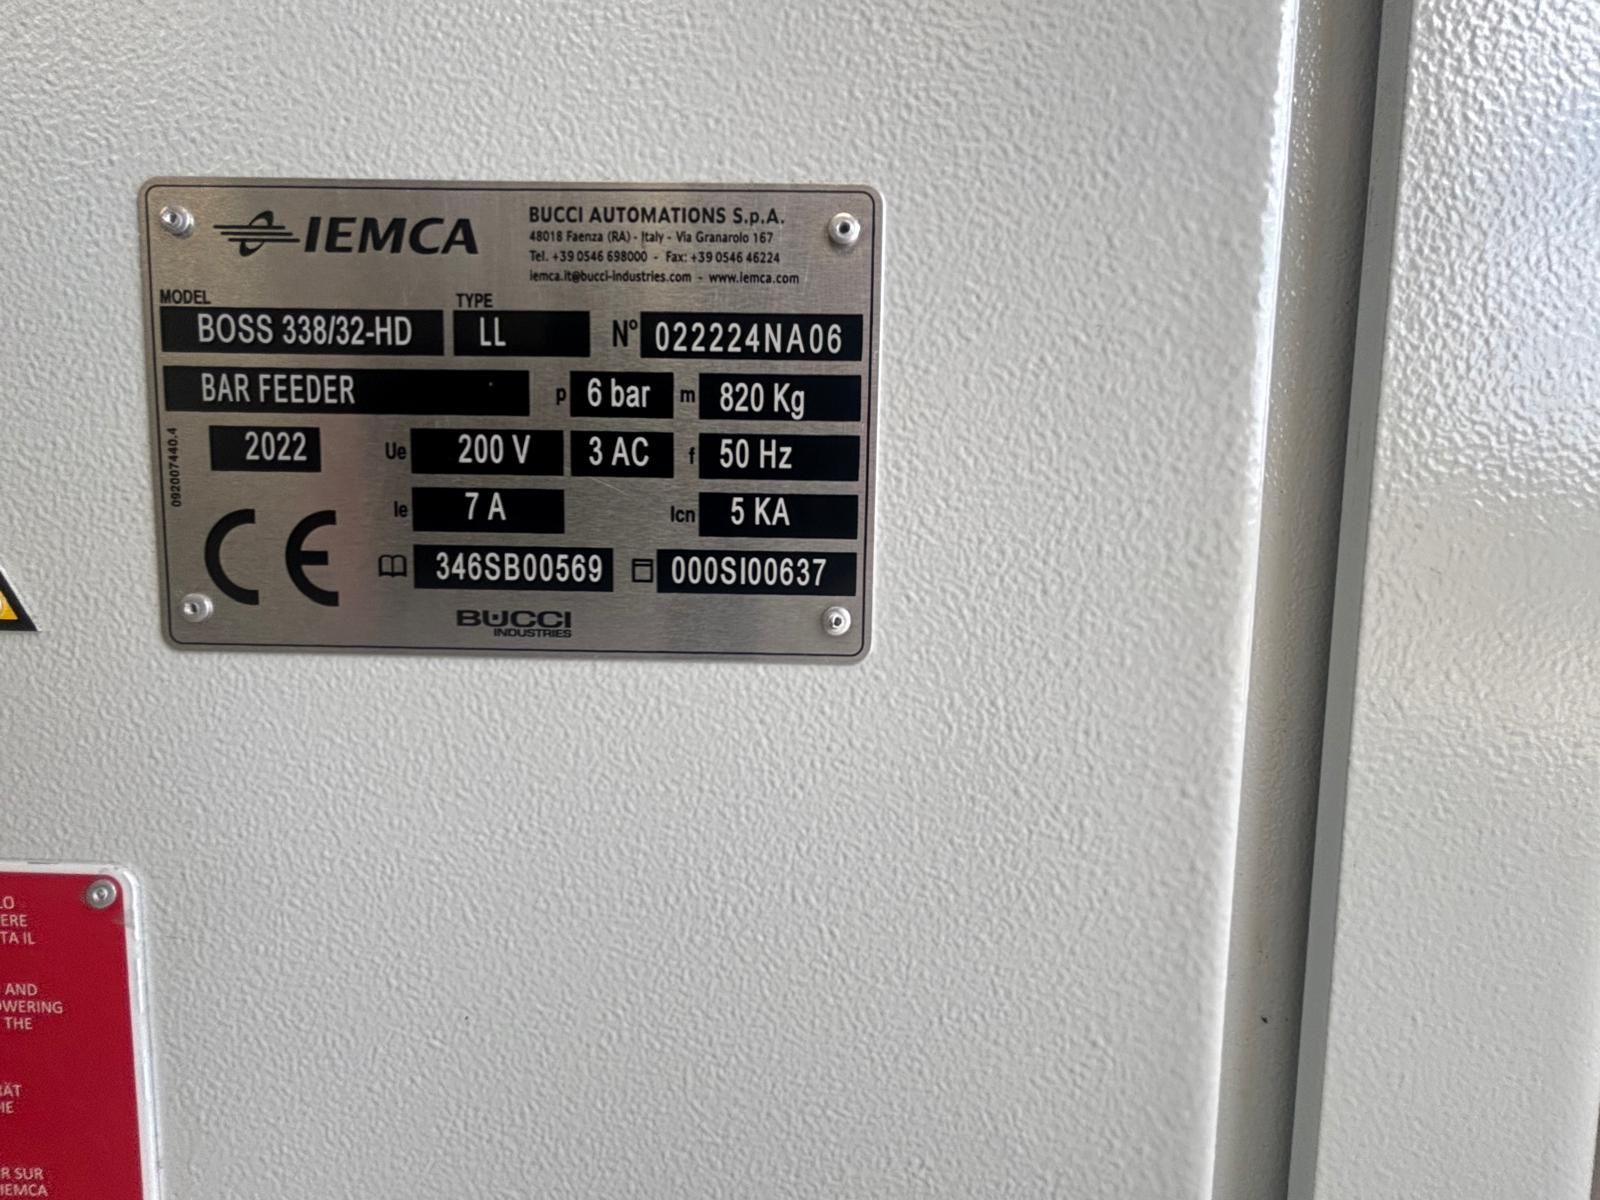 IEMCA
BUCCI AUTOMATIONS S.p.A.
48018 Faenza (RA) - Italy - Via Granarolo 167
Tel. +39 0546 698000 - Fax: +39 0546 46224
iemca.it@bucci-industries.com - www.iemca.com
MODEL TYPE
BOSS 338/32-HD LL N° 022224NA06
BAR FEEDER p 6 bar m 820 Kg
2022 Ue 200 V 3 AC f 50 Hz
092007440.4
Ie 7 A Icn 5 KA
CE
346SB00569 000SI00637
BUCCI
INDUSTRIES
LO
ERE
TA IL
AND
OWERING
THE
RÄT
IE
R SUR
IEMCA